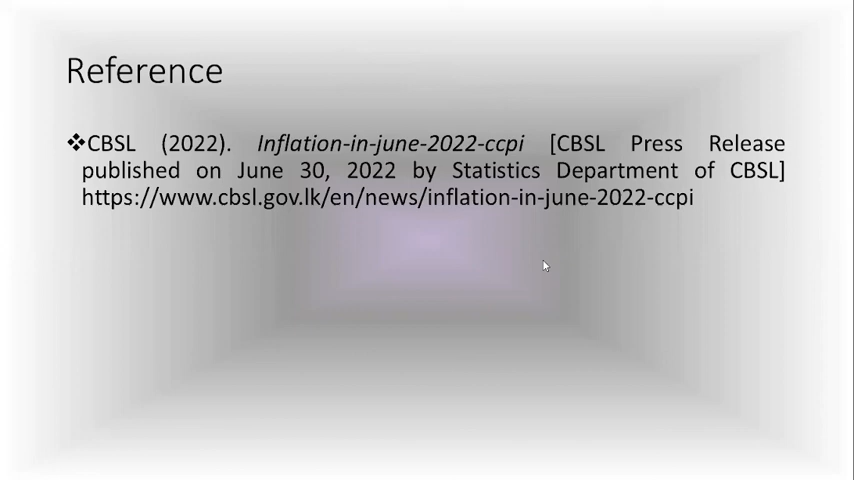 Reference
❖CBSL (2022). Inflation-in-june-2022-ccpi [CBSL Press Release
published on June 30, 2022 by Statistics Department of CBSL]
https://www.cbsl.gov.lk/en/news/inflation-in-june-2022-ccpi